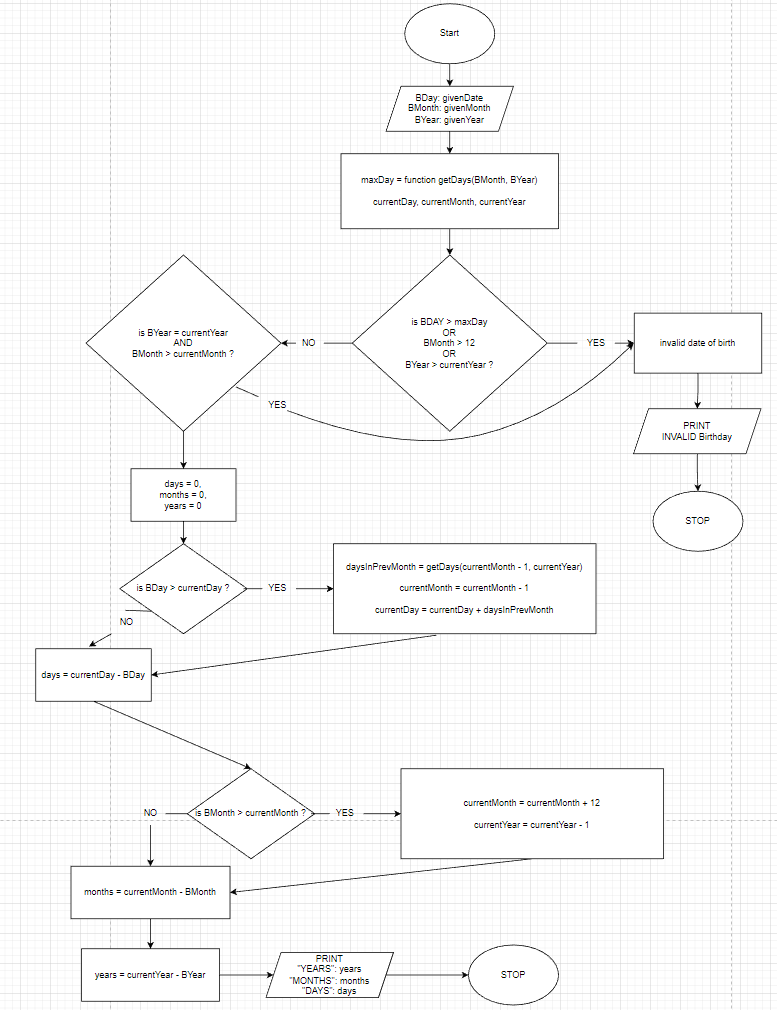 Start
BDay: givenDate
BMonth: givenMonth
BYear: givenYear
maxDay = function getDays(BMonth, BYear)
currentDay, currentMonth, currentYear
is BYear = currentYear
AND
BMonth > currentMonth ?
NO
is BDAY > maxDay
OR
BMonth > 12
OR
BYear > currentYear ?
YES
invalid date of birth
YES
PRINT
INVALID Birthday
STOP
days = 0,
months = 0,
years = 0
is BDay > currentDay ?
YES
daysInPrevMonth = getDays(currentMonth - 1, currentYear)
currentMonth = currentMonth - 1
currentDay = currentDay + daysInPrevMonth
NO
days = currentDay - BDay
NO
is BMonth > currentMonth ?
YES
currentMonth = currentMonth + 12
currentYear = currentYear - 1
months = currentMonth - BMonth
years = currentYear - BYear
PRINT
"YEARS": years
"MONTHS": months
"DAYS": days
STOP